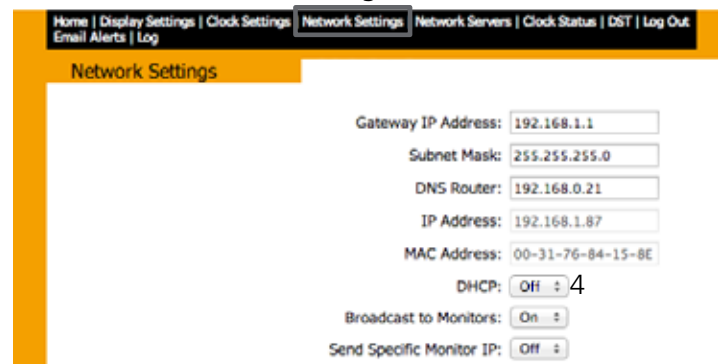 Home | Display Settings | Clock Settings | Network Settings | Network Servers | Clock Status | DST | Log Out
Email Alerts | Log
Network Settings
Gateway IP Address: 192.168.1.1
Subnet Mask: 255.255.255.0
DNS Router: 192.168.0.21
IP Address: 192.168.1.87
MAC Address: 00-31-76-84-15-8E
DHCP: Off 4
Broadcast to Monitors: On
Send Specific Monitor IP: Off